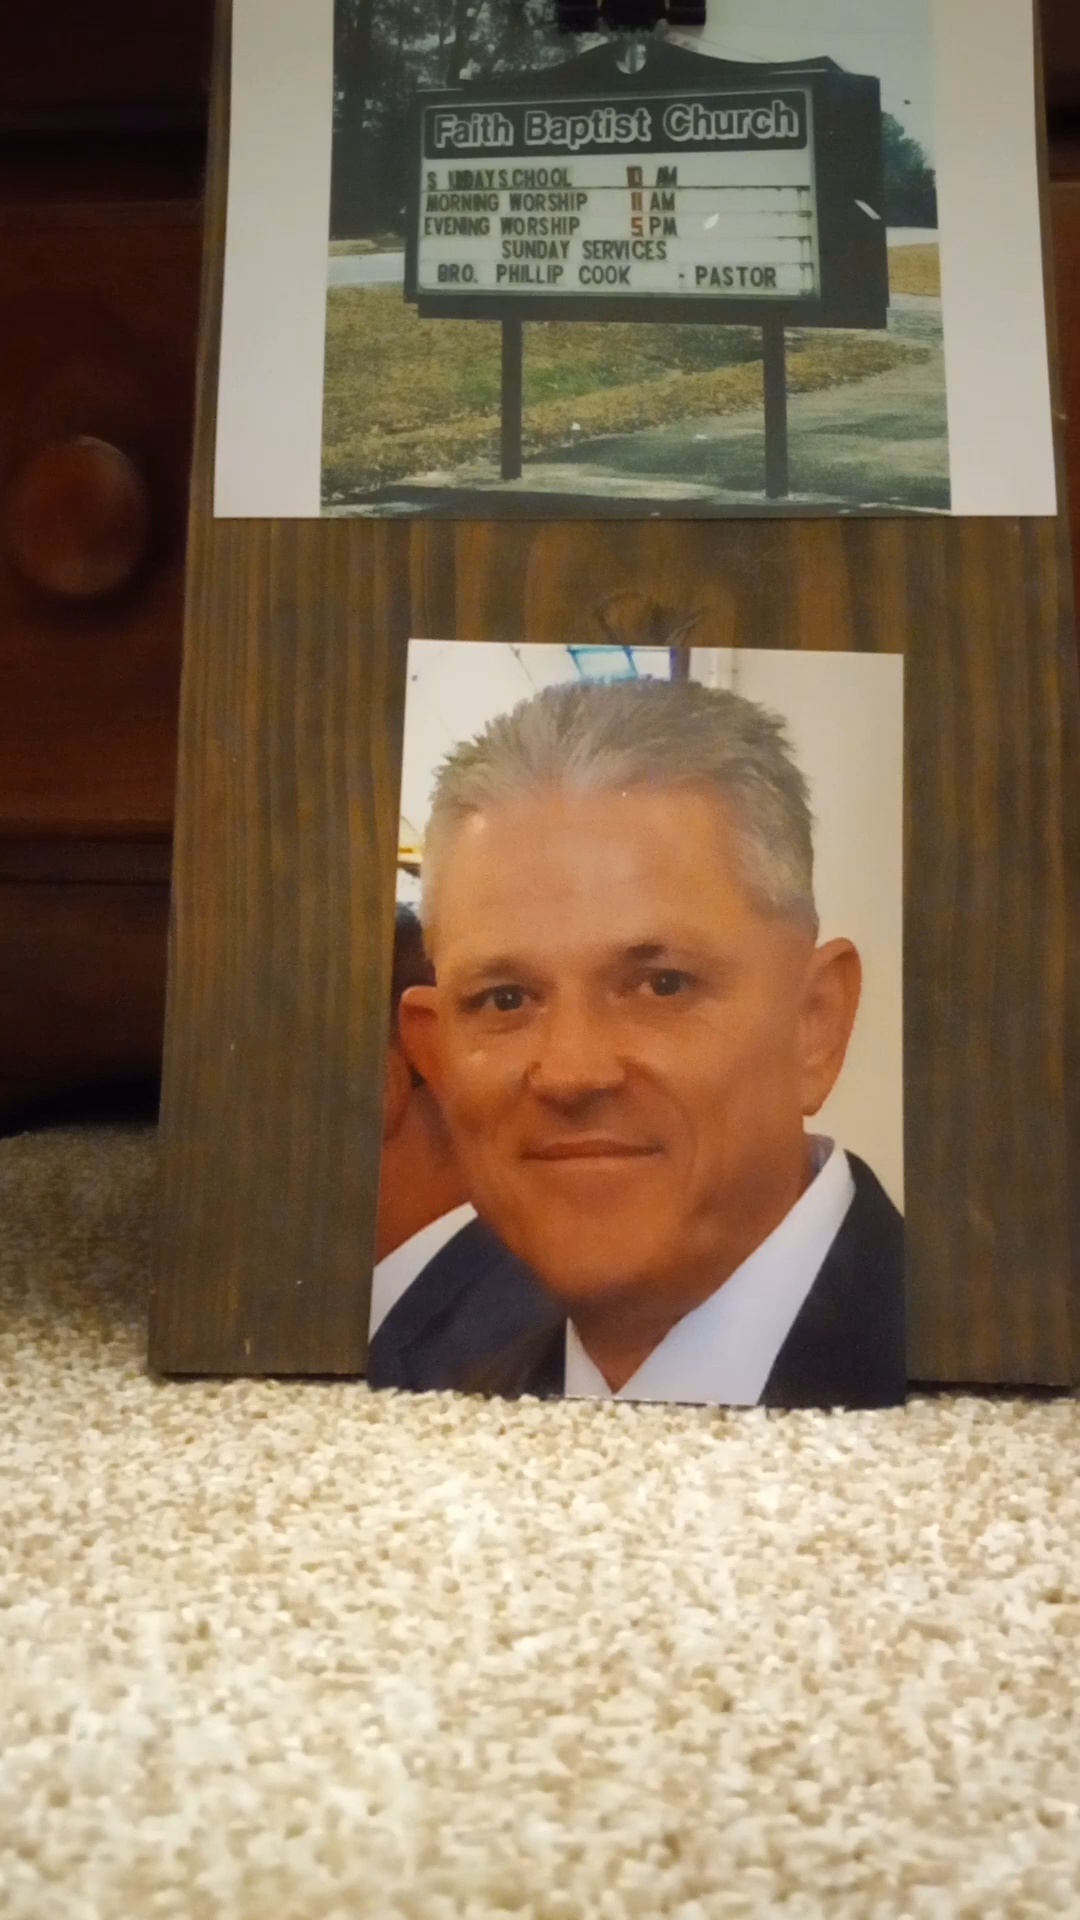 Faith Baptist Church
S UNDAY SCHOOL 10 AM
MORNING WORSHIP 11 AM
EVENING WORSHIP 5 PM
SUNDAY SERVICES
BRO. PHILLIP COOK - PASTOR